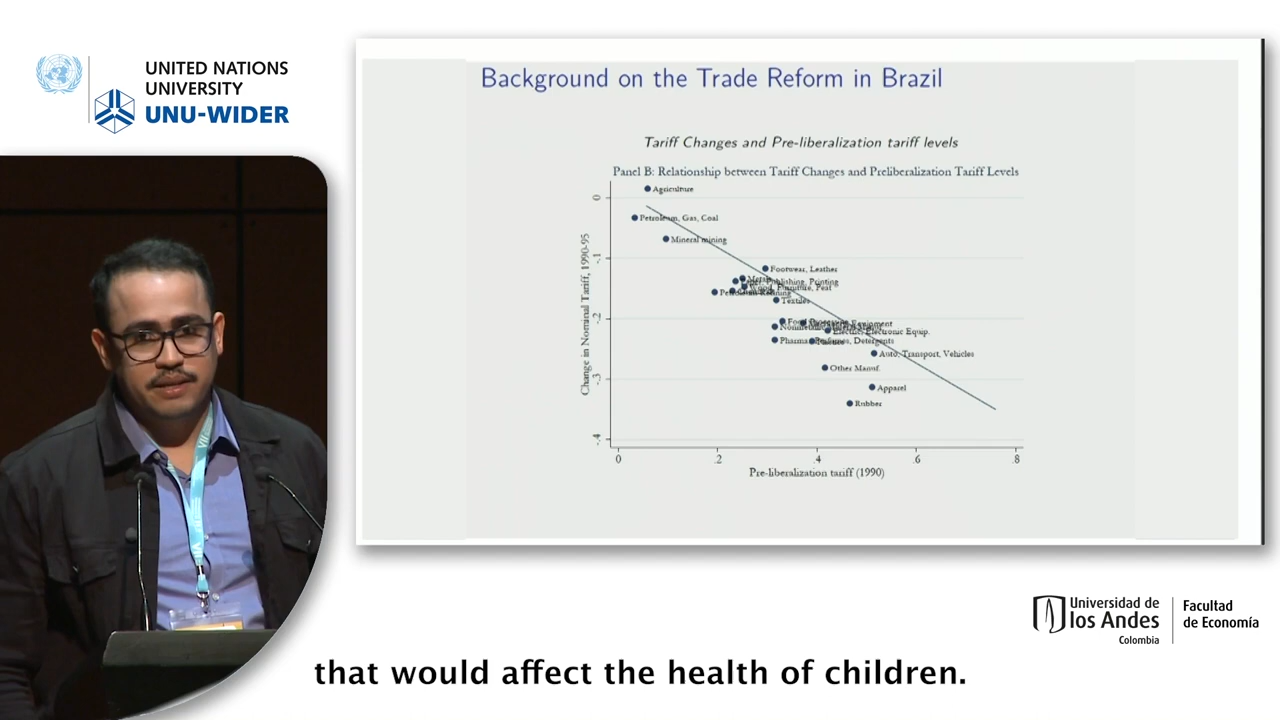 UNITED NATIONS
UNIVERSITY
UNU-WIDER
Background on the Trade Reform in Brazil
Tariff Changes and Pre-liberalization tariff levels
Panel B: Relationship between Tariff Changes and Preliberalization Tariff Levels
Change in Nominal Tariff, 1990-95
0
-.1
-.2
-.3
-.4
Agriculture
Petroleum, Gas, Coal
Mineral mining
Footwear, Leather
Publishing, Printing
Wood, Furniture, Peat
Textiles
Equipment
Electric, Electronic Equip.
Pharma
Detergents
Auto, Transport, Vehicles
Other Manuf.
Apparel
Rubber
0 .2 .4 .6 .8
Pre-liberalization tariff (1990)
Universidad de
los Andes
Colombia
Facultad
de Economía
that would affect the health of children.